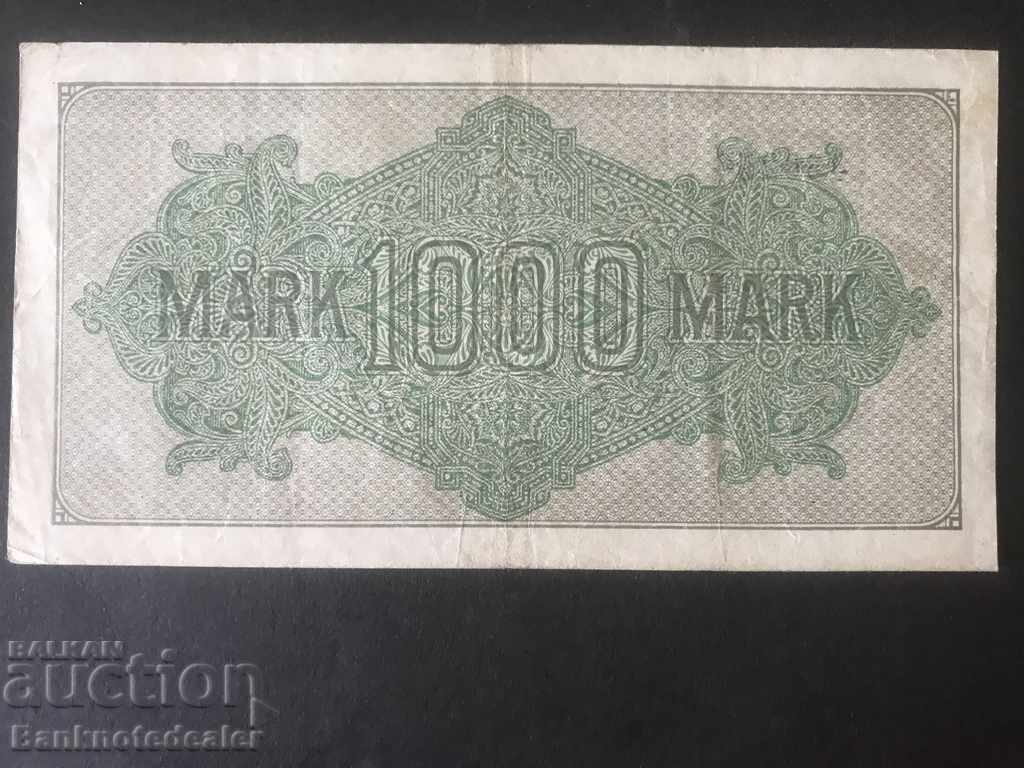 MARK 1000 MARK
BALKAN
auction
Banknotedealer